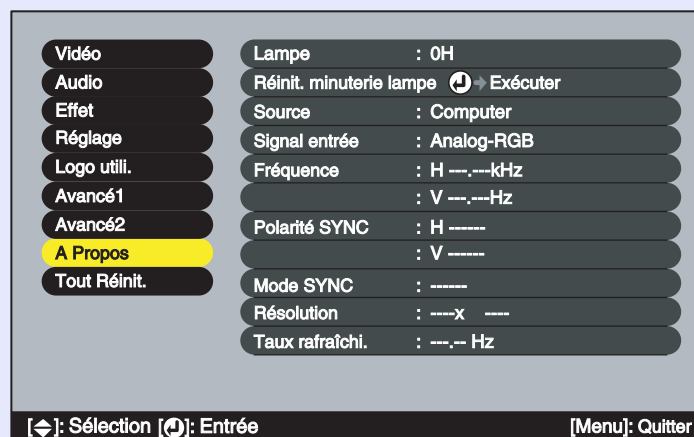 Vidéo
Audio
Effet
Réglage
Logo utili.
Avancé1
Avancé2
A Propos
Tout Réinit.
Lampe : 0H
Réinit. minuterie lampe Exécuter
Source : Computer
Signal entrée : Analog-RGB
Fréquence : H ---.---kHz
: V ---.---Hz
Polarité SYNC : H ------
: V ------
Mode SYNC : ------
Résolution : ----x ----
Taux rafraîchi. : ---.-- Hz
[ ]: Sélection [ ]: Entrée [Menu]: Quitter